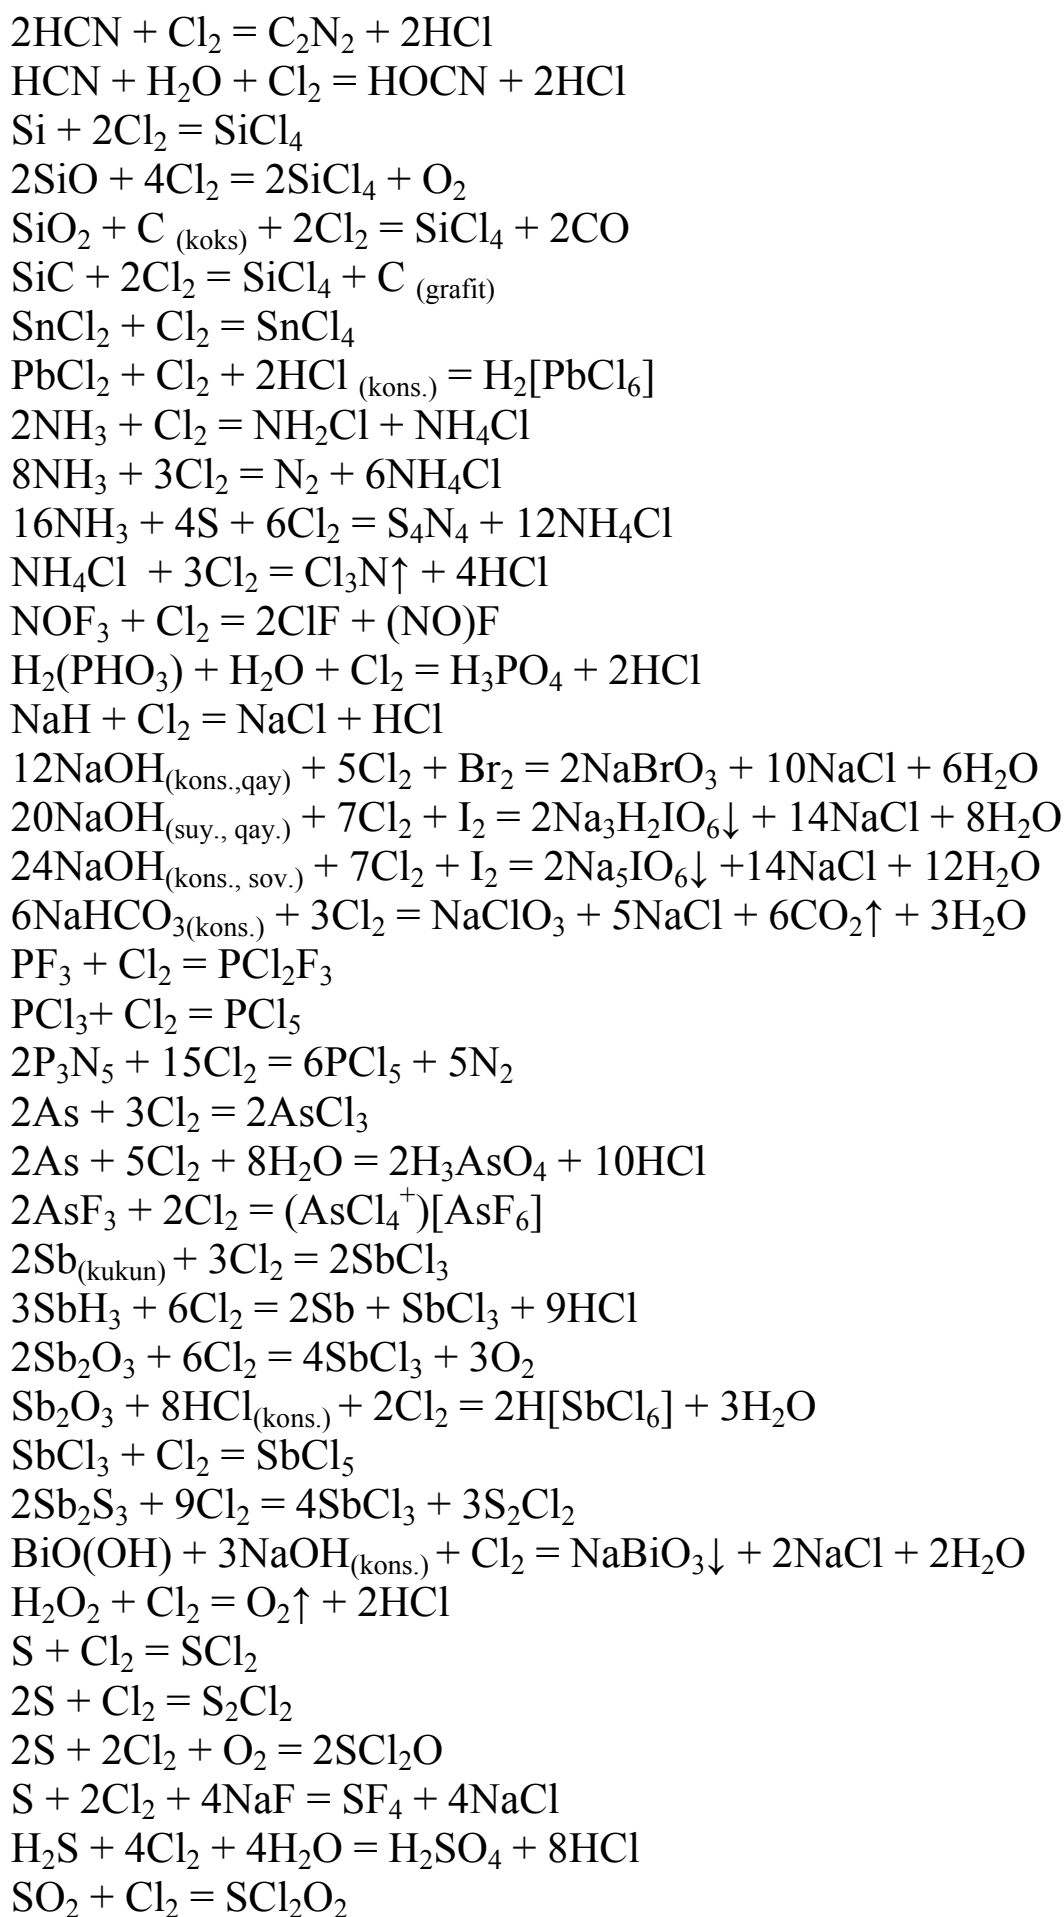 2HCN + Cl₂ = C₂N₂ + 2HCl
HCN + H₂O + Cl₂ = HOCN + 2HCl
Si + 2Cl₂ = SiCl₄
2SiO + 4Cl₂ = 2SiCl₄ + O₂
SiO₂ + C (koks) + 2Cl₂ = SiCl₄ + 2CO
SiC + 2Cl₂ = SiCl₄ + C (grafit)
SnCl₂ + Cl₂ = SnCl₄
PbCl₂ + Cl₂ + 2HCl (kons.) = H₂[PbCl₆]
2NH₃ + Cl₂ = NH₂Cl + NH₄Cl
8NH₃ + 3Cl₂ = N₂ + 6NH₄Cl
16NH₃ + 4S + 6Cl₂ = S₄N₄ + 12NH₄Cl
NH₄Cl + 3Cl₂ = Cl₃N↑ + 4HCl
NOF₃ + Cl₂ = 2ClF + (NO)F
H₂(PHO₃) + H₂O + Cl₂ = H₃PO₄ + 2HCl
NaH + Cl₂ = NaCl + HCl
12NaOH(kons.,qay) + 5Cl₂ + Br₂ = 2NaBrO₃ + 10NaCl + 6H₂O
20NaOH(suy., qay.) + 7Cl₂ + I₂ = 2Na₃H₂IO₆↓ + 14NaCl + 8H₂O
24NaOH(kons., sov.) + 7Cl₂ + I₂ = 2Na₅IO₆↓ +14NaCl + 12H₂O
6NaHCO₃(kons.) + 3Cl₂ = NaClO₃ + 5NaCl + 6CO₂↑ + 3H₂O
PF₃ + Cl₂ = PCl₂F₃
PCl₃+ Cl₂ = PCl₅
2P₃N₅ + 15Cl₂ = 6PCl₅ + 5N₂
2As + 3Cl₂ = 2AsCl₃
2As + 5Cl₂ + 8H₂O = 2H₃AsO₄ + 10HCl
2AsF₃ + 2Cl₂ = (AsCl₄⁺)[AsF₆]
2Sb(kukun) + 3Cl₂ = 2SbCl₃
3SbH₃ + 6Cl₂ = 2Sb + SbCl₃ + 9HCl
2Sb₂O₃ + 6Cl₂ = 4SbCl₃ + 3O₂
Sb₂O₃ + 8HCl(kons.) + 2Cl₂ = 2H[SbCl₆] + 3H₂O
SbCl₃ + Cl₂ = SbCl₅
2Sb₂S₃ + 9Cl₂ = 4SbCl₃ + 3S₂Cl₂
BiO(OH) + 3NaOH(kons.) + Cl₂ = NaBiO₃↓ + 2NaCl + 2H₂O
H₂O₂ + Cl₂ = O₂↑ + 2HCl
S + Cl₂ = SCl₂
2S + Cl₂ = S₂Cl₂
2S + 2Cl₂ + O₂ = 2SCl₂O
S + 2Cl₂ + 4NaF = SF₄ + 4NaCl
H₂S + 4Cl₂ + 4H₂O = H₂SO₄ + 8HCl
SO₂ + Cl₂ = SCl₂O₂